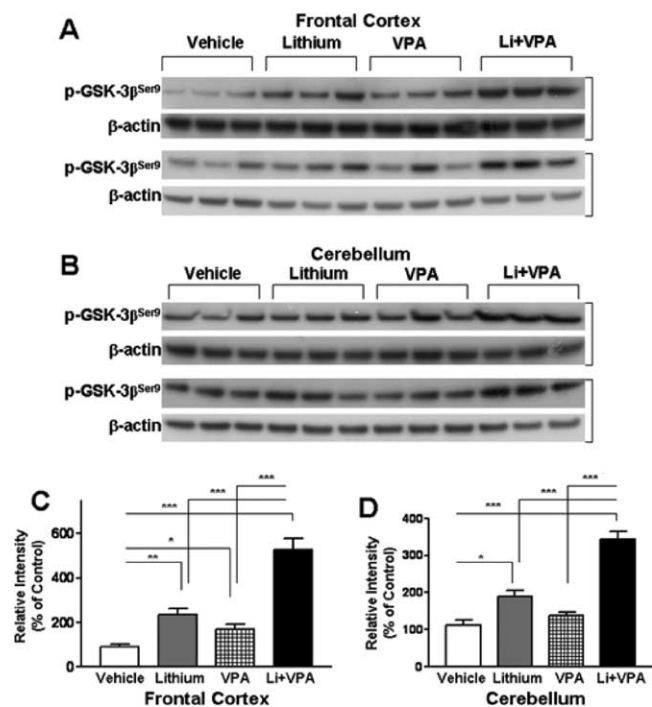 A
Frontal Cortex
Vehicle Lithium VPA Li+VPA
p-GSK-3βSer9
β-actin
p-GSK-3βSer9
β-actin
B
Cerebellum
Vehicle Lithium VPA Li+VPA
p-GSK-3βSer9
β-actin
p-GSK-3βSer9
β-actin
C
Relative Intensity
(% of Control)
600
400
200
0
***
***
***
*
**
Vehicle Lithium VPA Li+VPA
Frontal Cortex
D
Relative Intensity
(% of Control)
400
300
200
100
0
***
***
***
*
Vehicle Lithium VPA Li+VPA
Cerebellum